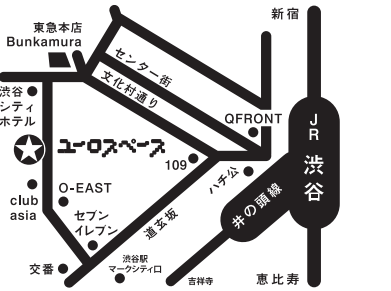 東急本店
Bunkamura
新宿
センター街
文化村通り
渋谷
シティ
ホテル
QFRONT
JR
渋谷
ユーロスペース
109
ハチ公
井の頭線
O-EAST
club
asia
セブン
イレブン
道玄坂
交番
渋谷駅
マークシティ口
吉祥寺
恵比寿